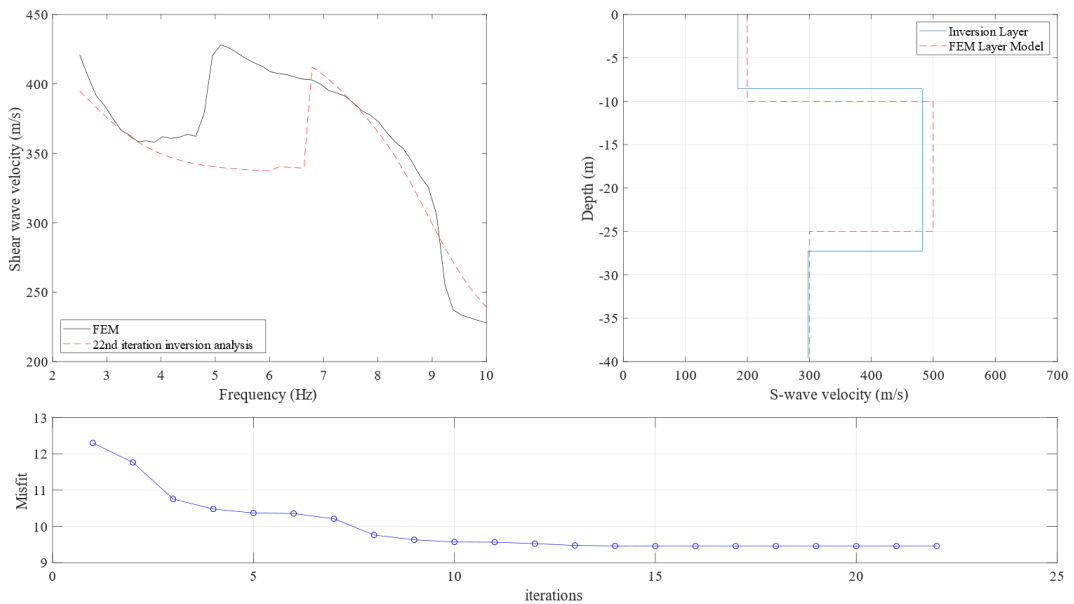 450
400
350
300
250
200
Shear wave velocity (m/s)
FEM
22nd iteration inversion analysis
2 3 4 5 6 7 8 9 10
Frequency (Hz)
-0
-5
-10
-15
-20
-25
-30
-35
-40
Depth (m)
Inversion Layer
FEM Layer Model
0 100 200 300 400 500 600 700
S-wave velocity (m/s)
13
12
11
10
9
Misfit
0 5 10 15 20 25
iterations